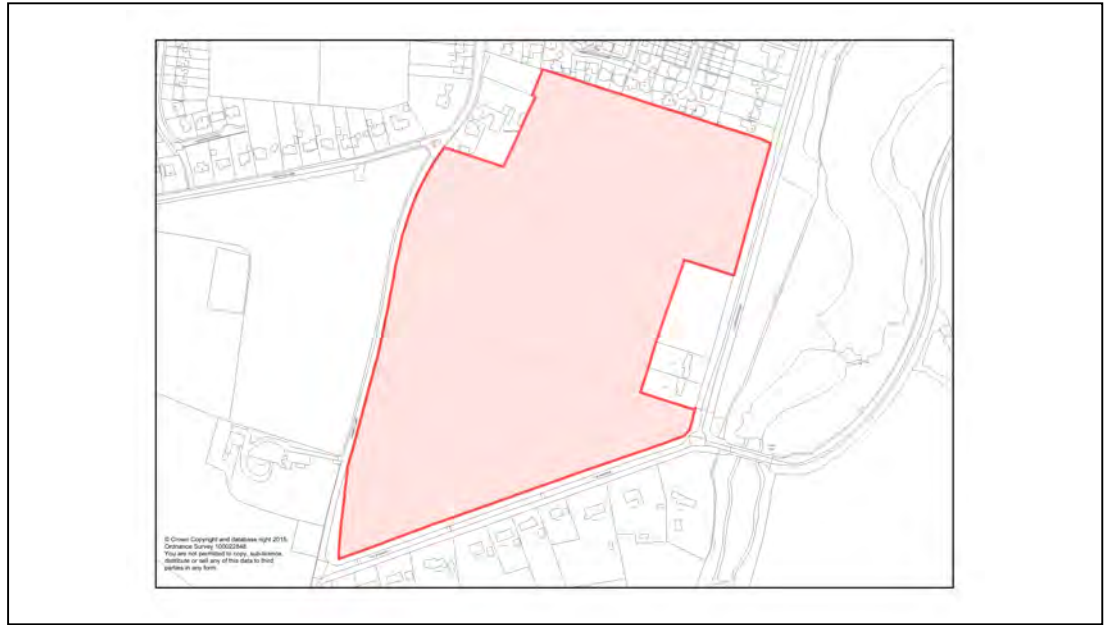 © Crown Copyright and database right 2015.
Ordnance Survey 100022848
You are not permitted to copy, sub-licence,
distribute or sell any of this data to third
parties in any form.